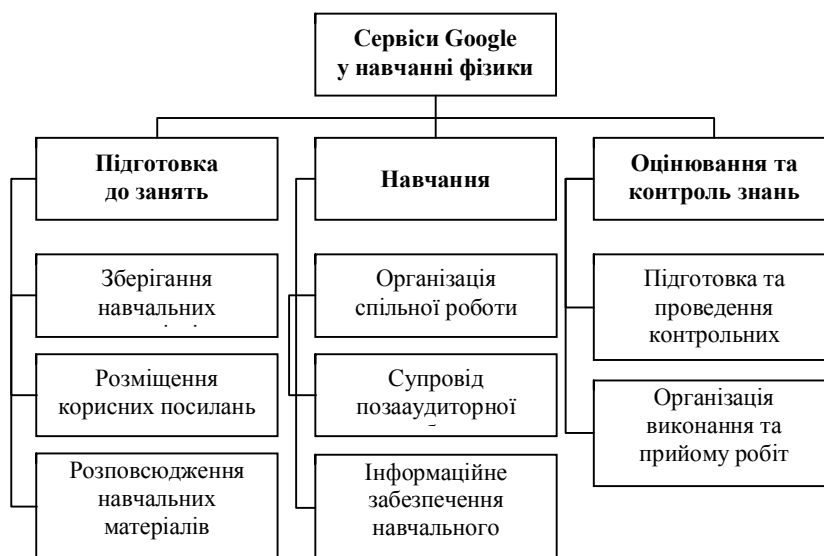 Сервіси Google
у навчанні фізики
Підготовка
до занять
Зберігання
навчальних
Розміщення
корисних посилань
Розповсюдження
навчальних
матеріалів
Навчання
Організація
спільної роботи
Супровід
позааудиторної
Інформаційне
забезпечення
навчального
Оцінювання та
контроль знань
Підготовка та
проведення
контрольних
Організація
виконання та
прийому робіт